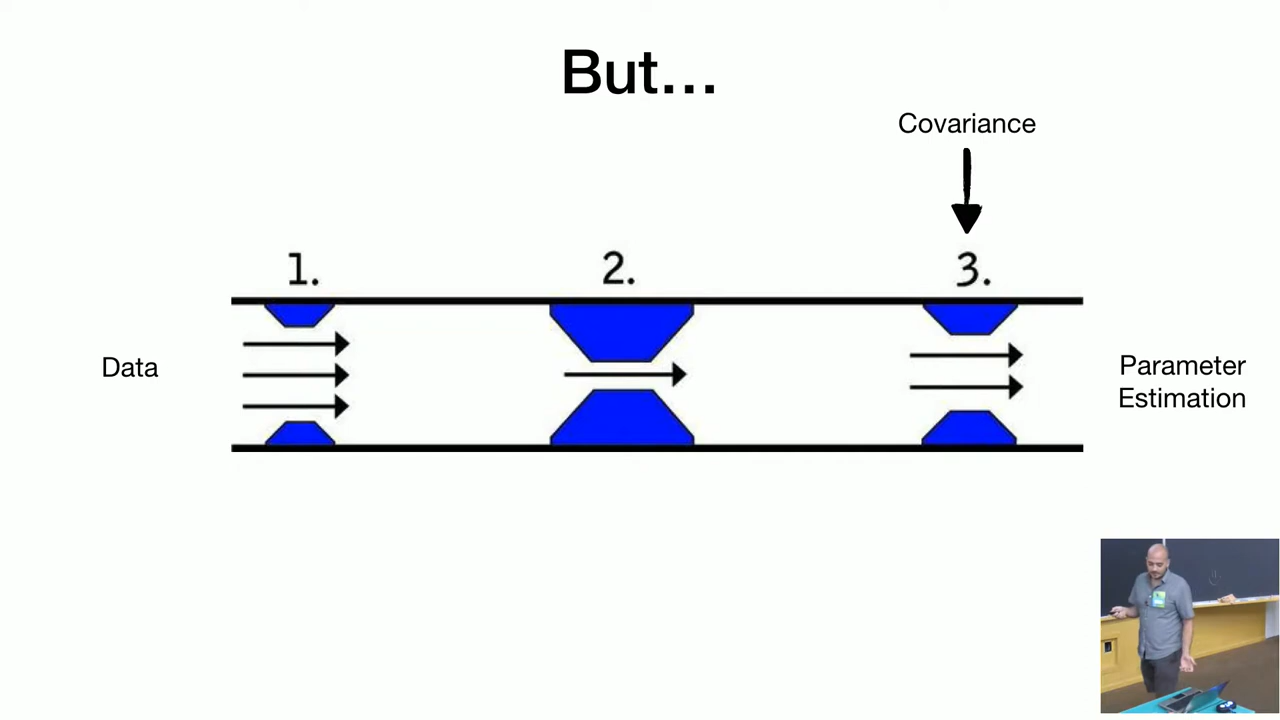 But...
Covariance
1.
2.
3.
Data
Parameter
Estimation